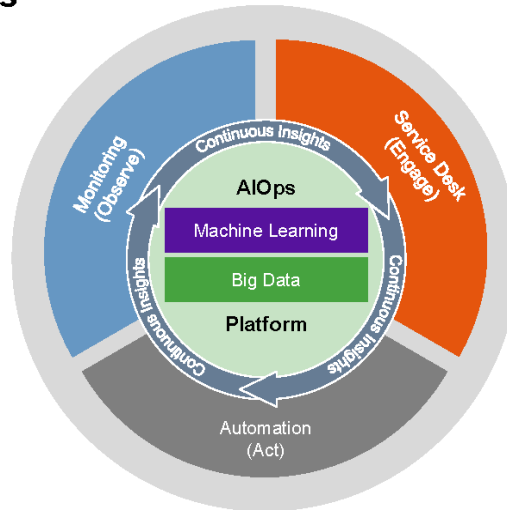 s
Continuous Insights
Monitoring
(Observe)
Service Desk
(Engage)
AIOps
Machine Learning
Big Data
Platform
Continuous Insights
Continuous Insights
Automation
(Act)